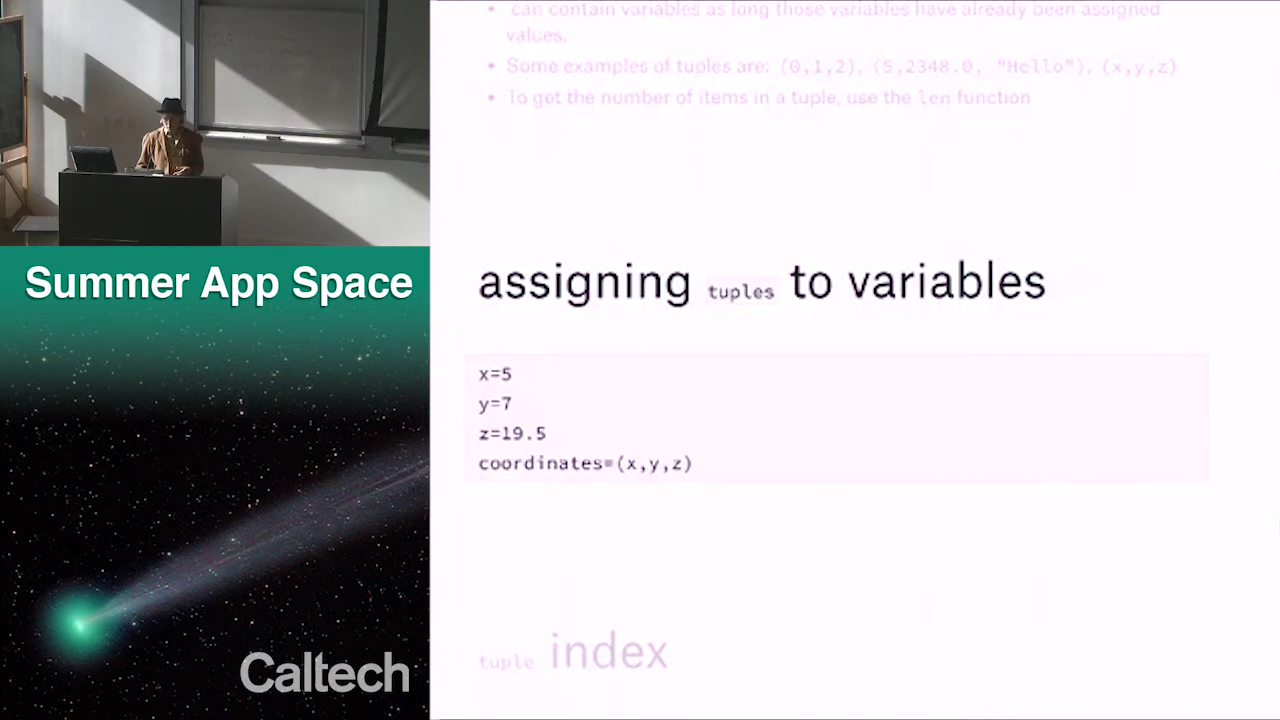 can contain variables as long those variables have already been assigned
values.
Some examples of tuples are: (0,1,2), (5,2348.0, "Hello"), (x,y,z)
To get the number of items in a tuple, use the len function
Summer App Space
assigning tuples to variables
x=5
y=7
z=19.5
coordinates=(x,y,z)
tuple index
Caltech